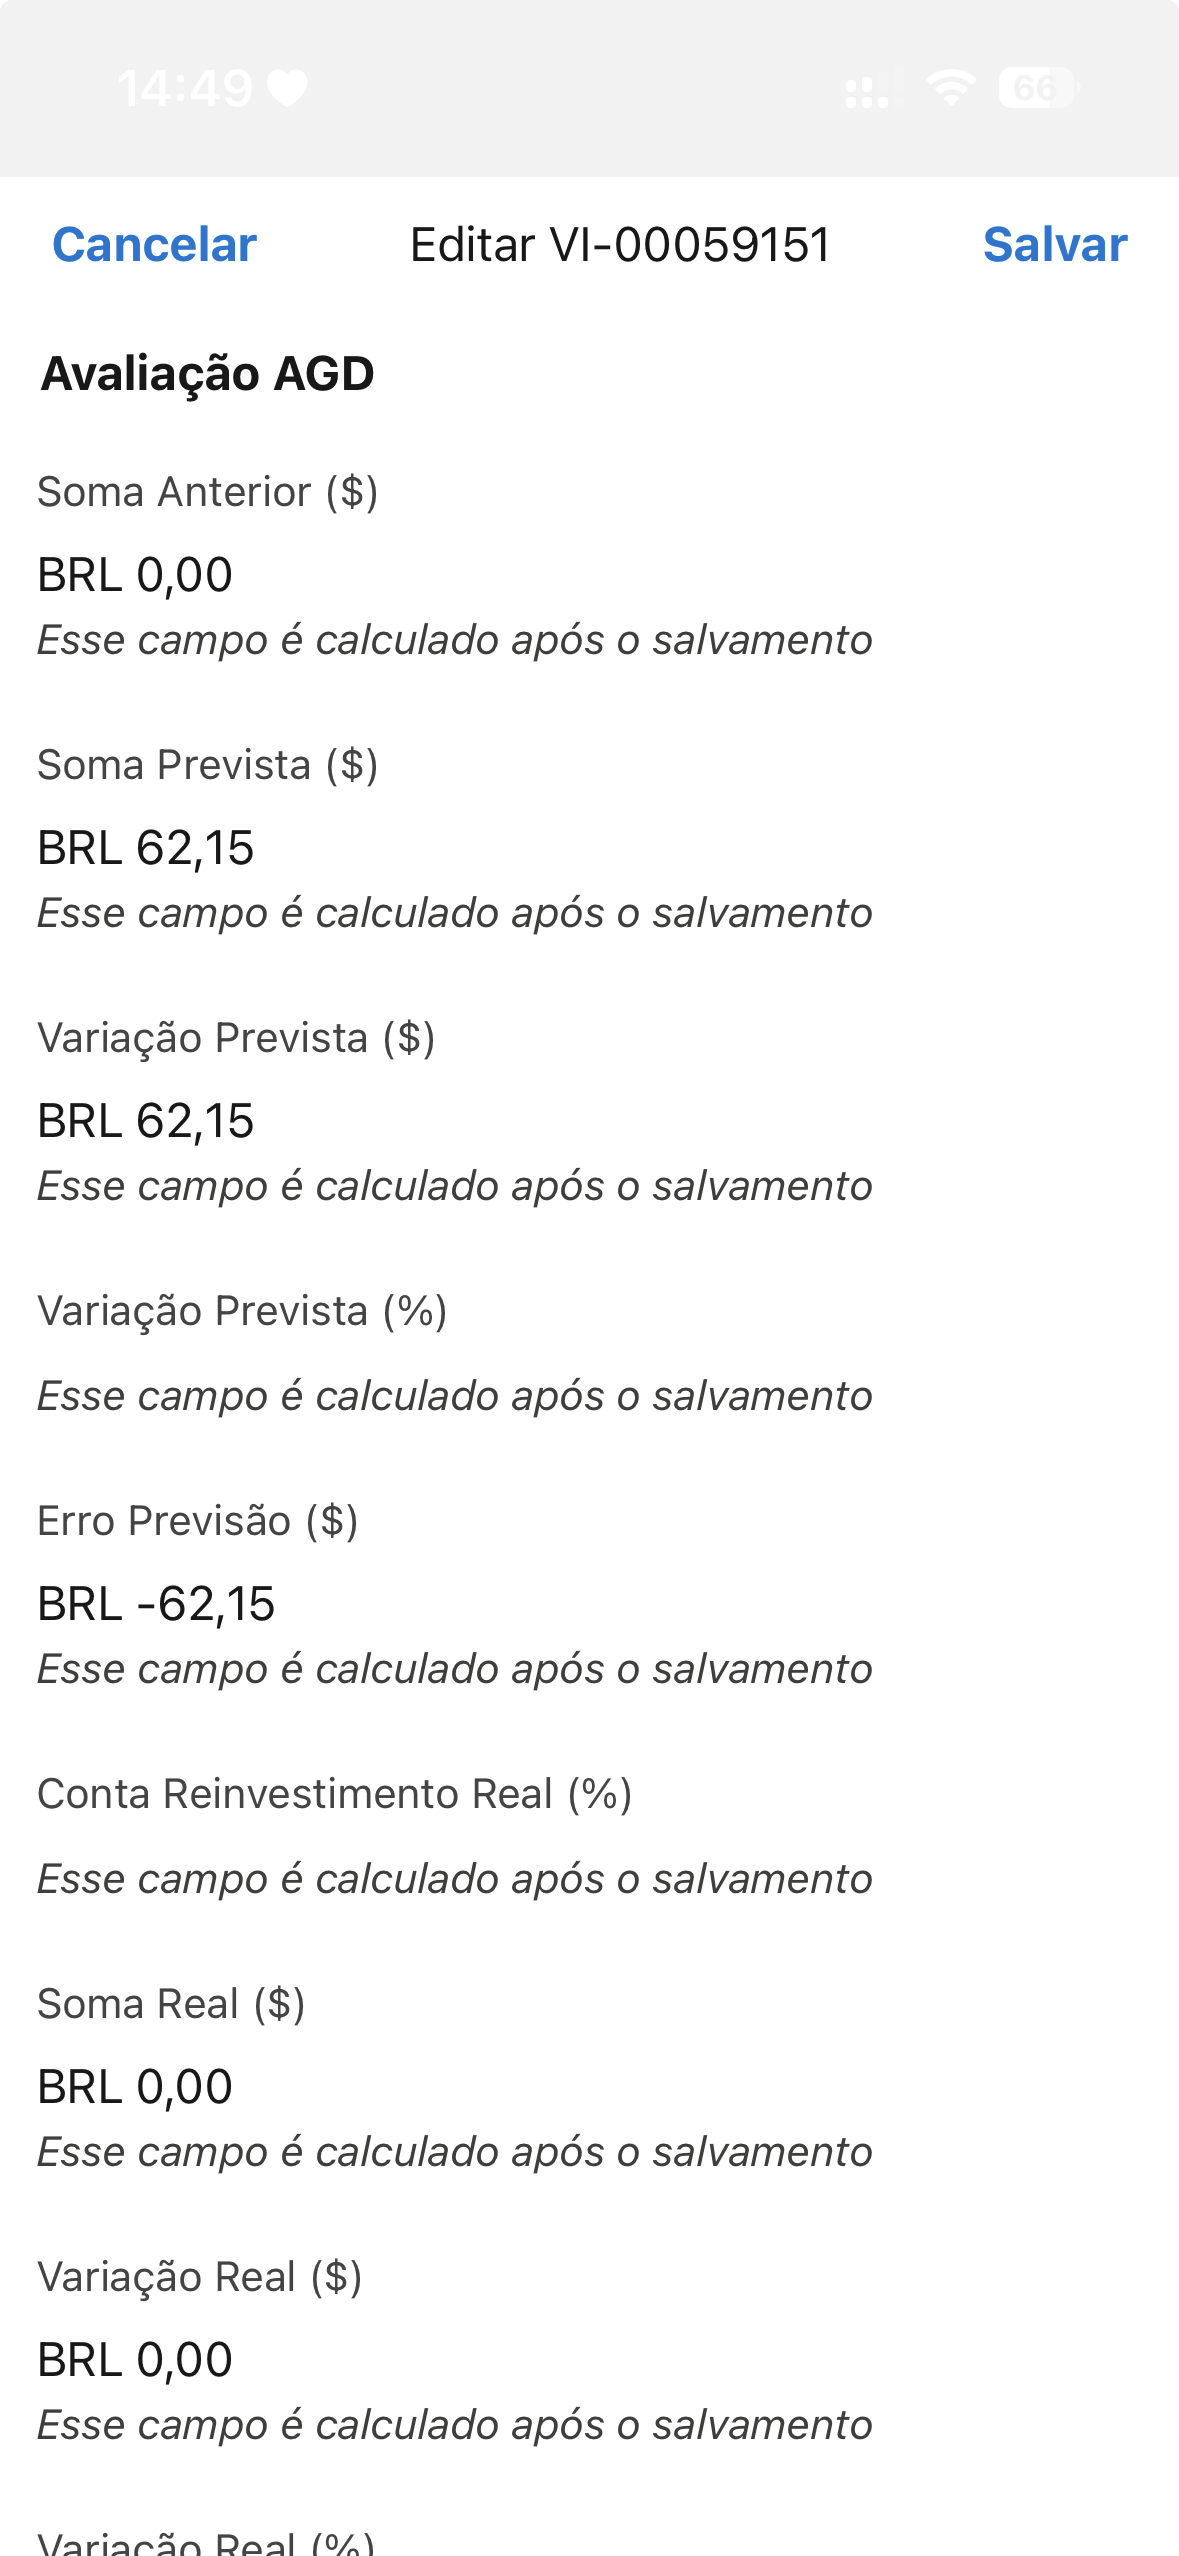 14:49
66
Cancelar
Editar VI-00059151
Salvar
Avaliação AGD
Soma Anterior ($)
BRL 0,00
Esse campo é calculado após o salvamento
Soma Prevista ($)
BRL 62,15
Esse campo é calculado após o salvamento
Variação Prevista ($)
BRL 62,15
Esse campo é calculado após o salvamento
Variação Prevista (%)
Esse campo é calculado após o salvamento
Erro Previsão ($)
BRL -62,15
Esse campo é calculado após o salvamento
Conta Reinvestimento Real (%)
Esse campo é calculado após o salvamento
Soma Real ($)
BRL 0,00
Esse campo é calculado após o salvamento
Variação Real ($)
BRL 0,00
Esse campo é calculado após o salvamento
Variação Real (%)